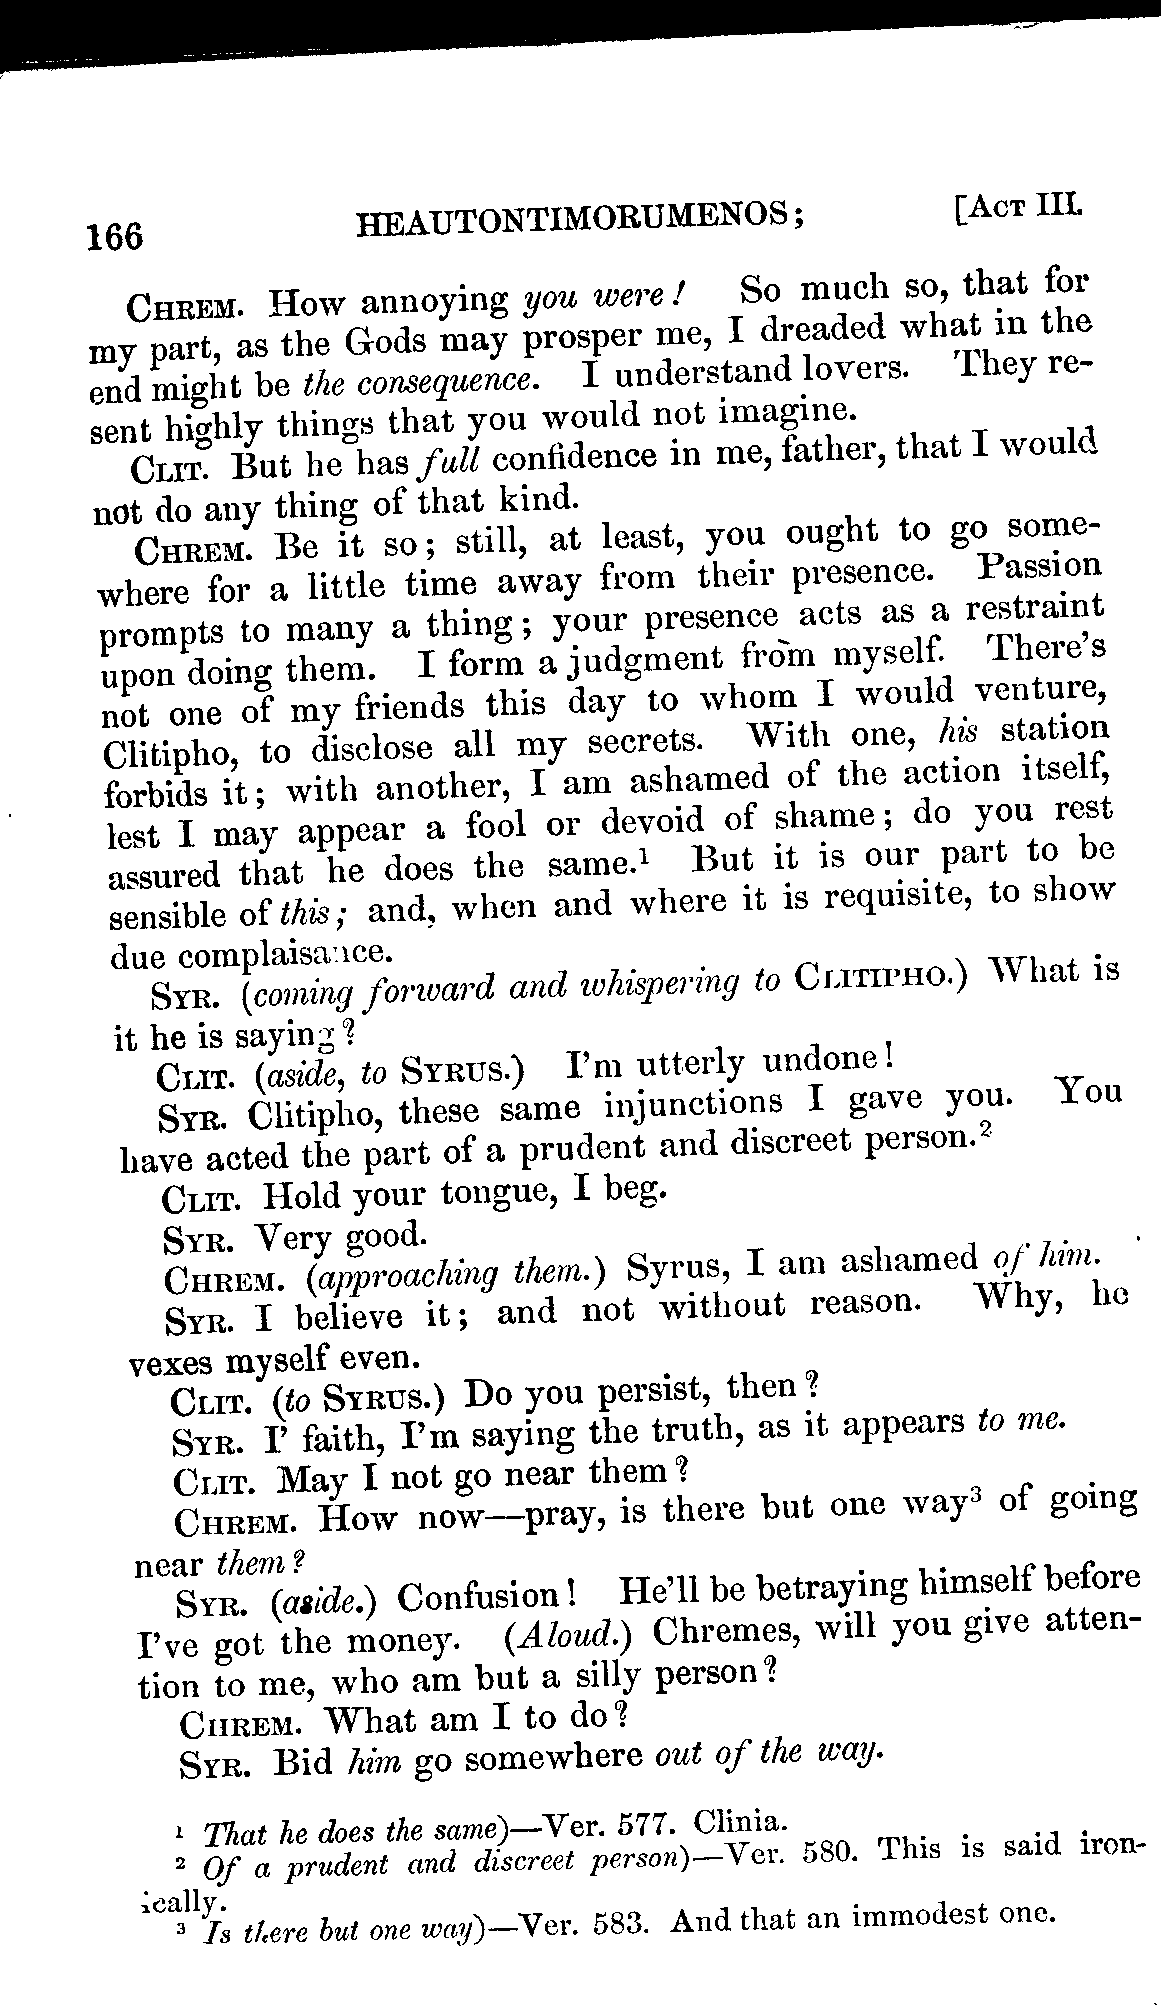 166 HEAUTONTIMORUMENOS; [ACT III.
CHREM. How annoying you were! So much so, that for
my part, as the Gods may prosper me, I dreaded what in the
end might be the consequence. I understand lovers. They re-
sent highly things that you would not imagine.
CLIT. But he has full confidence in me, father, that I would
not do any thing of that kind.
CHREM. Be it so; still, at least, you ought to go some-
where for a little time away from their presence. Passion
prompts to many a thing; your presence acts as a restraint
upon doing them. I form a judgment from myself. There's
not one of my friends this day to whom I would venture,
Clitipho, to disclose all my secrets. With one, his station
forbids it; with another, I am ashamed of the action itself,
lest I may appear a fool or devoid of shame; do you rest
assured that he does the same.¹ But it is our part to be
sensible of this; and, when and where it is requisite, to show
due complaisance.
SYR. (coming forward and whispering to CLITIPHO.) What is
it he is saying?
CLIT. (aside, to SYRUS.) I'm utterly undone!
SYR. Clitipho, these same injunctions I gave you. You
have acted the part of a prudent and discreet person.²
CLIT. Hold your tongue, I beg.
SYR. Very good.
CHREM. (approaching them.) Syrus, I am ashamed of him.
SYR. I believe it; and not without reason. Why, he
vexes myself even.
CLIT. (to SYRUS.) Do you persist, then?
SYR. I' faith, I'm saying the truth, as it appears to me.
CLIT. May I not go near them?
CHREM. How now—pray, is there but one way³ of going
near them?
SYR. (aside.) Confusion! He'll be betraying himself before
I've got the money. (Aloud.) Chremes, will you give atten-
tion to me, who am but a silly person?
CHREM. What am I to do?
SYR. Bid him go somewhere out of the way.
¹ That he does the same)—Ver. 577. Clinia.
² Of a prudent and discreet person)—Ver. 580. This is said iron-
ically.
³ Is there but one way)—Ver. 583. And that an immodest one.